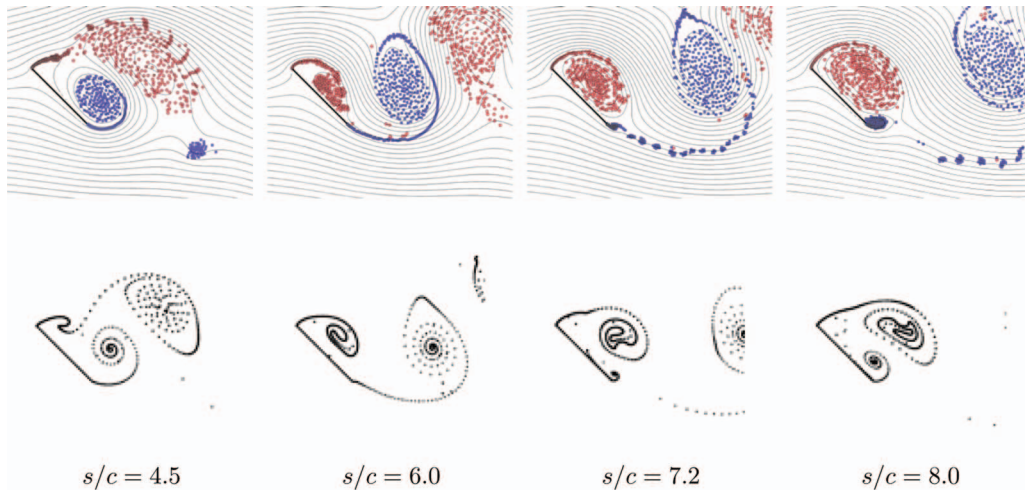 s/c = 4.5
s/c = 6.0
s/c = 7.2
s/c = 8.0